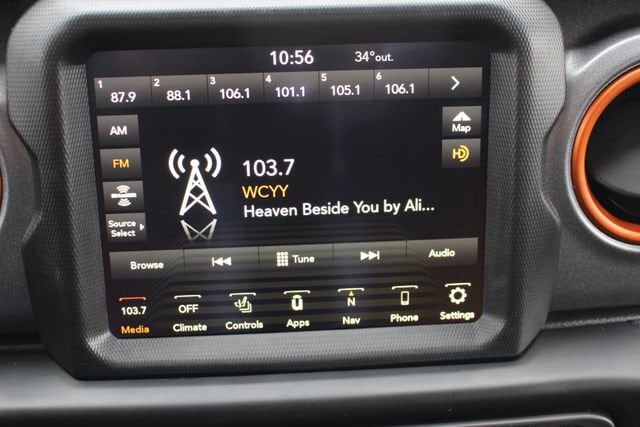 10:56 34°out.
1 87.9 2 88.1 3 106.1 4 101.1 5 105.1 6 106.1
AM
Map
FM
HD
103.7
WCYY
Heaven Beside You by Ali...
Source Select
Browse Tune Audio
103.7 OFF N
Media Climate Controls Apps Nav Phone Settings